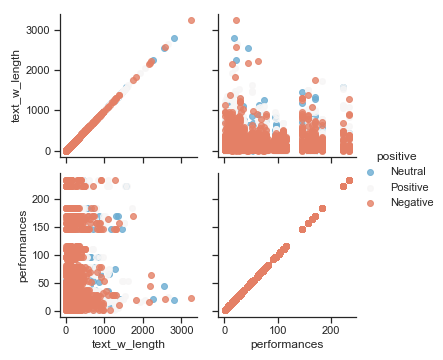 text_w_length
3000
2000
1000
0
positive
Neutral
Positive
Negative
performances
200
150
100
50
0
0 1000 2000 3000
0 100 200
text_w_length performances